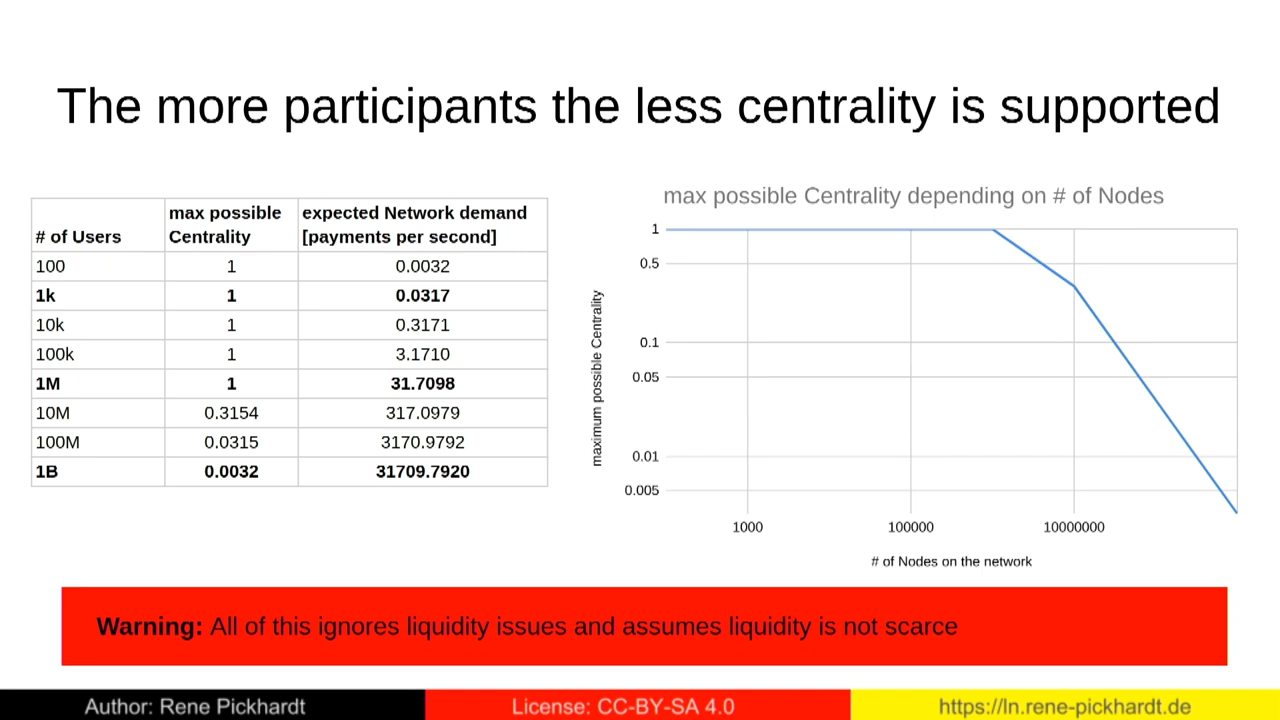 The more participants the less centrality is supported
# of Users max possible Centrality expected Network demand [payments per second]
100 1 0.0032
1k 1 0.0317
10k 1 0.3171
100k 1 3.1710
1M 1 31.7098
10M 0.3154 317.0979
100M 0.0315 3170.9792
1B 0.0032 31709.7920
max possible Centrality depending on # of Nodes
maximum possible Centrality
1
0.5
0.1
0.05
0.01
0.005
1000 100000 10000000
# of Nodes on the network
Warning: All of this ignores liquidity issues and assumes liquidity is not scarce
Author: Rene Pickhardt License: CC-BY-SA 4.0 https://ln.rene-pickhardt.de